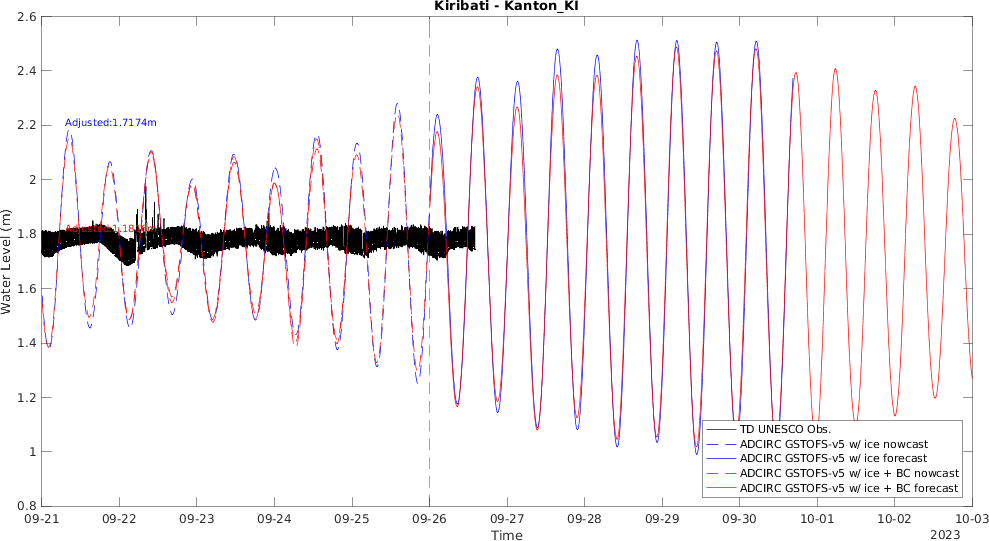 Kiribati - Kanton_KI
2.6
2.4
2.2
2
1.8
1.6
1.4
1.2
1
0.8
Water Level (m)
Adjusted:1.7174m
TD UNESCO Obs.
ADCIRC GSTOFS-v5 w/ ice nowcast
ADCIRC GSTOFS-v5 w/ ice forecast
ADCIRC GSTOFS-v5 w/ ice + BC nowcast
ADCIRC GSTOFS-v5 w/ ice + BC forecast
09-21 09-22 09-23 09-24 09-25 09-26 09-27 09-28 09-29 09-30 10-01 10-02 10-03
Time
2023